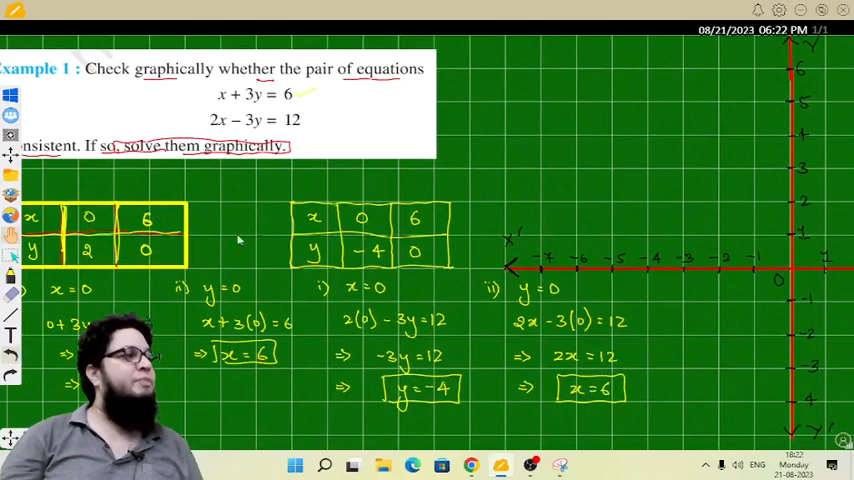 08/21/2023 06:22 PM 1/1
Example 1 : Check graphically whether the pair of equations
x + 3y = 6
2x − 3y = 12
onsistent. If so, solve them graphically.
x 0 6
y 2 0
x 0 6
y -4 0
) x=0
ii) y=0
i) x=0
ii) y=0
0+3y
x+3(0)=6
2(0)-3y=12
2x-3(0)=12
⇒
⇒ x=6
⇒ -3y=12
⇒ 2x=12
⇒
⇒ y=-4
⇒ x=6
Y
6
5
4
3
2
1
X'
-7 -6 -5 -4 -3 -2 -1 0 1
-1
-2
-3
-4
Y'
T
ENG
18:22
Monday
21-08-2023